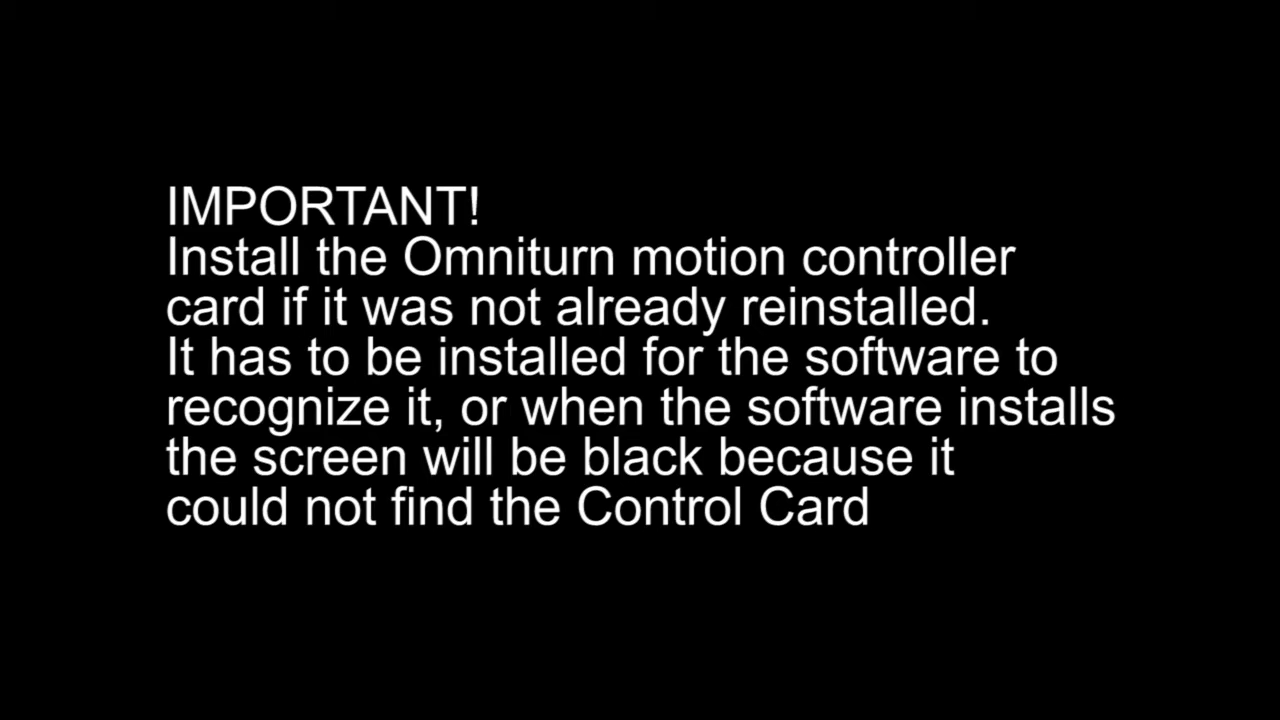 IMPORTANT!
Install the Omniturn motion controller
card if it was not already reinstalled.
It has to be installed for the software to
recognize it, or when the software installs
the screen will be black because it
could not find the Control Card